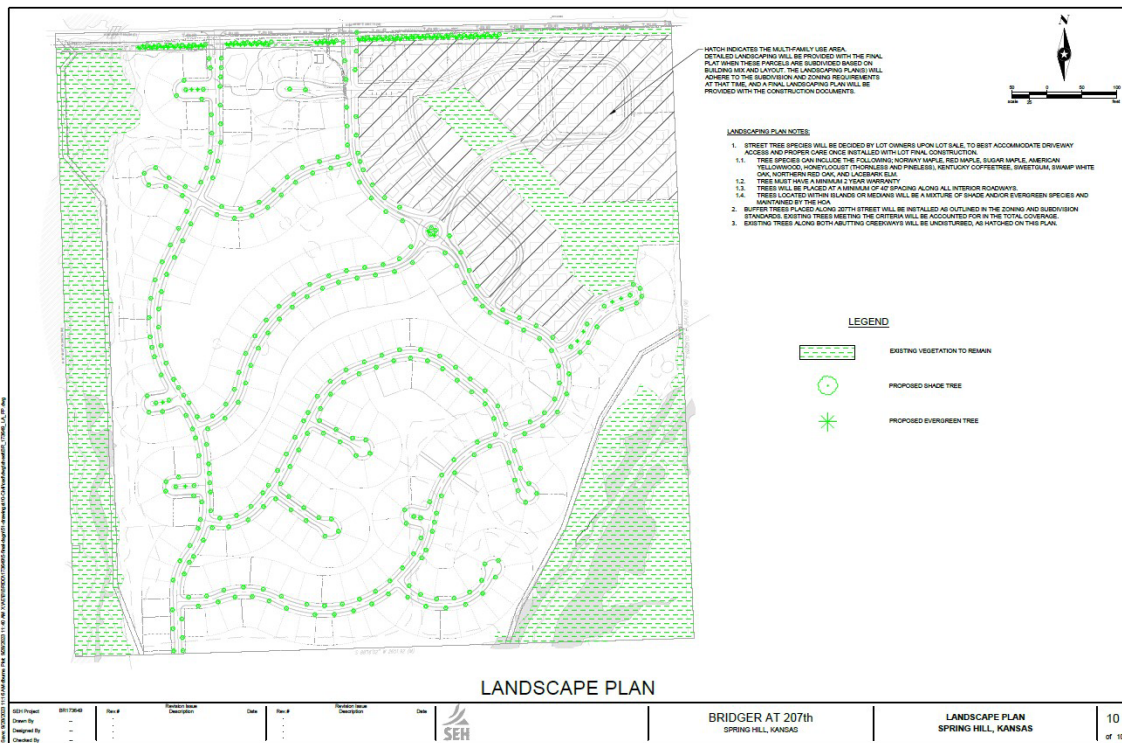 N
HATCH INDICATES THE MULTI-FAMILY USE AREA.
DETAILED LANDSCAPING WILL BE PROVIDED WITH THE FINAL
PLAT WHEN THESE PARCELS ARE SUBDIVIDED BASED ON
BUILDING MIX AND LAYOUT. THE LANDSCAPING PLAN(S) WILL
ADHERE TO THE SUBDIVISION AND ZONING REQUIREMENTS
AT THAT TIME, AND A FINAL LANDSCAPING PLAN WILL BE
PROVIDED WITH THE CONSTRUCTION DOCUMENTS.
50 0 50 100
scale 25 feet
LANDSCAPING PLAN NOTES:
1. STREET TREE SPECIES WILL BE DECIDED BY LOT OWNERS UPON LOT SALE, TO BEST ACCOMMODATE DRIVEWAY
ACCESS AND PROPER CARE ONCE INSTALLED WITH LOT FINAL CONSTRUCTION.
1.1. TREE SPECIES CAN INCLUDE THE FOLLOWING; NORWAY MAPLE, RED MAPLE, SUGAR MAPLE, AMERICAN
YELLOWWOOD, HONEYLOCUST (THORNLESS AND PINELESS), KENTUCKY COFFEETREE, SWEETGUM, SWAMP WHITE
OAK, NORTHERN RED OAK, AND LACEBARK ELM.
1.2. TREE MUST HAVE A MINIMUM 2 YEAR WARRANTY
1.3. TREES WILL BE PLACED AT A MINIMUM OF 40' SPACING ALONG ALL INTERIOR ROADWAYS.
1.4. TREES LOCATED WITHIN ISLANDS OR MEDIANS WILL BE A MIXTURE OF SHADE AND/OR EVERGREEN SPECIES AND
MAINTAINED BY THE HOA
2. BUFFER TREES PLACED ALONG 207TH STREET WILL BE INSTALLED AS OUTLINED IN THE ZONING AND SUBDIVISION
STANDARDS. EXISTING TREES MEETING THE CRITERIA WILL BE ACCOUNTED FOR IN THE TOTAL COVERAGE.
3. EXISTING TREES ALONG BOTH ABUTTING CREEKWAYS WILL BE UNDISTURBED, AS HATCHED ON THIS PLAN.
LEGEND
EXISTING VEGETATION TO REMAIN
PROPOSED SHADE TREE
PROPOSED EVERGREEN TREE
LANDSCAPE PLAN
SEH Project BR173649
Drawn By -
Designed By -
Checked By -
Rev.# Revision Issue Description Date
Rev.# Revision Issue Description Date
SEH
BRIDGER AT 207th
SPRING HILL, KANSAS
LANDSCAPE PLAN
SPRING HILL, KANSAS
10
of 10